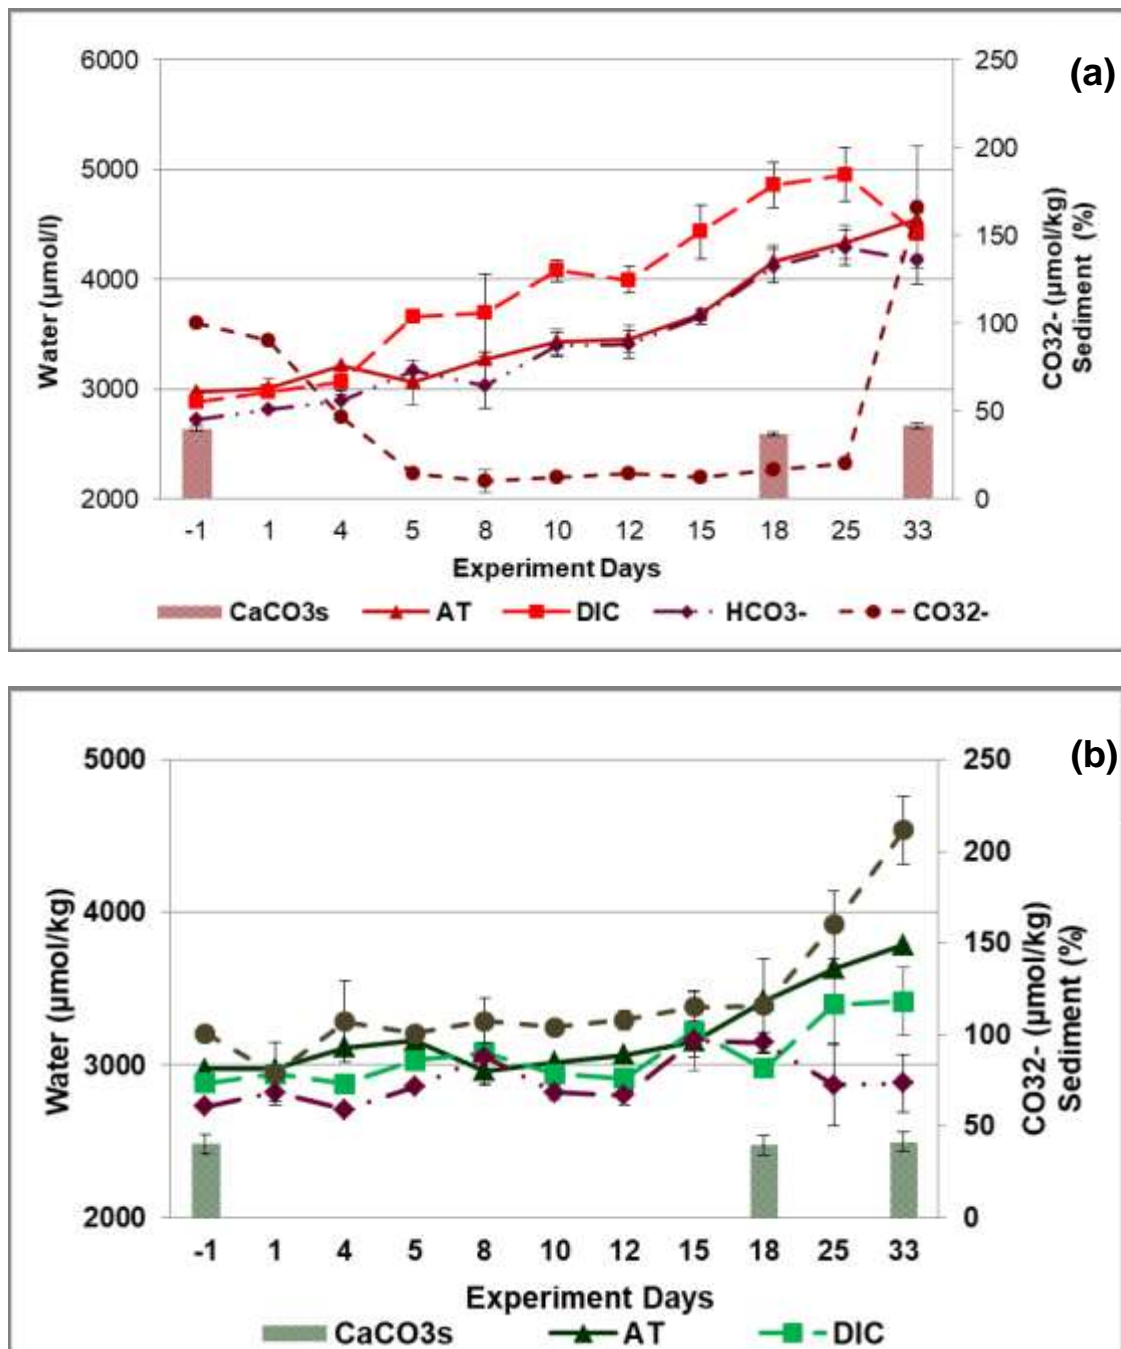 (a)
6000
5000
4000
3000
2000
Water (µmol/l)
250
200
150
100
50
0
CO32- (µmol/kg)
Sediment (%)
-1 1 4 5 8 10 12 15 18 25 33
Experiment Days
CaCO3s AT DIC HCO3- CO32-
(b)
5000
4000
3000
2000
Water (µmol/kg)
250
200
150
100
50
0
CO32- (µmol/kg)
Sediment (%)
-1 1 4 5 8 10 12 15 18 25 33
Experiment Days
CaCO3s AT DIC